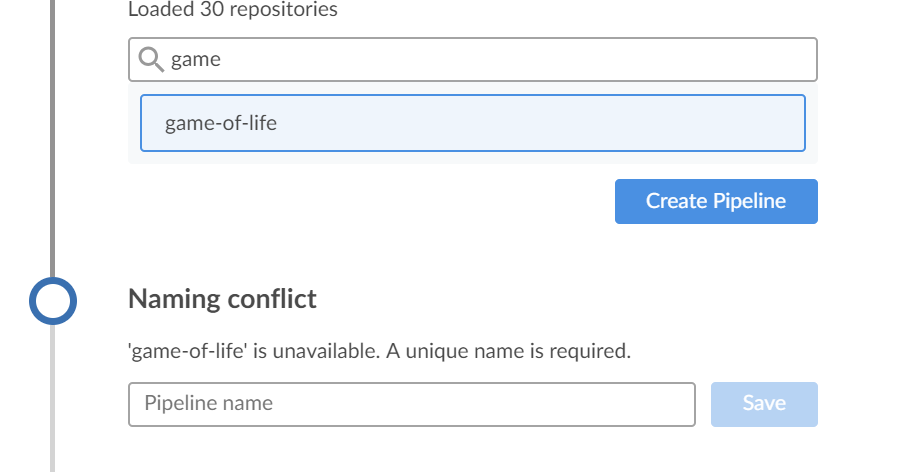 Loaded 30 repositories
game
game-of-life
Create Pipeline
Naming conflict
'game-of-life' is unavailable. A unique name is required.
Pipeline name
Save